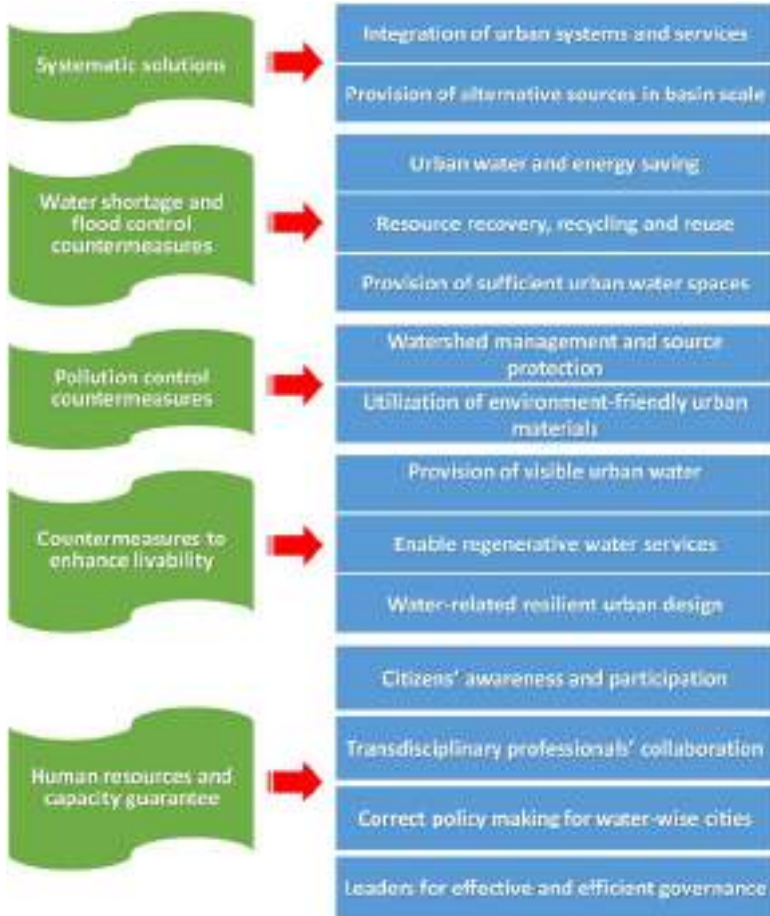 Systematic solutions
Integration of urban systems and services
Provision of alternative sources in basin scale
Water shortage and
flood control
countermeasures
Urban water and energy saving
Resource recovery, recycling and reuse
Provision of sufficient urban water spaces
Pollution control
countermeasures
Watershed management and source
protection
Utilization of environment-friendly urban
materials
Countermeasures to
enhance livability
Provision of visible urban water
Enable regenerative water services
Water-related resilient urban design
Human resources and
capacity guarantee
Citizens' awareness and participation
Transdisciplinary professionals' collaboration
Correct policy making for water-wise cities
Leaders for effective and efficient governance